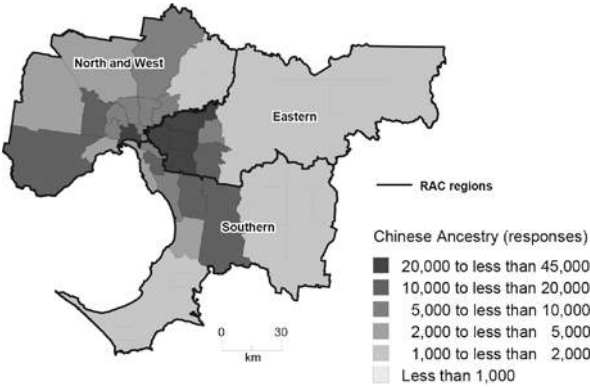 North and West
Eastern
Southern
RAC regions
Chinese Ancestry (responses)
20,000 to less than 45,000
10,000 to less than 20,000
5,000 to less than 10,000
2,000 to less than 5,000
1,000 to less than 2,000
Less than 1,000
0 30
km